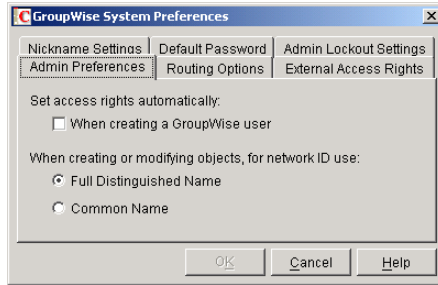 GroupWise System Preferences
Nickname Settings Default Password Admin Lockout Settings
Admin Preferences Routing Options External Access Rights
Set access rights automatically:
When creating a GroupWise user
When creating or modifying objects, for network ID use:
Full Distinguished Name
Common Name
OK Cancel Help